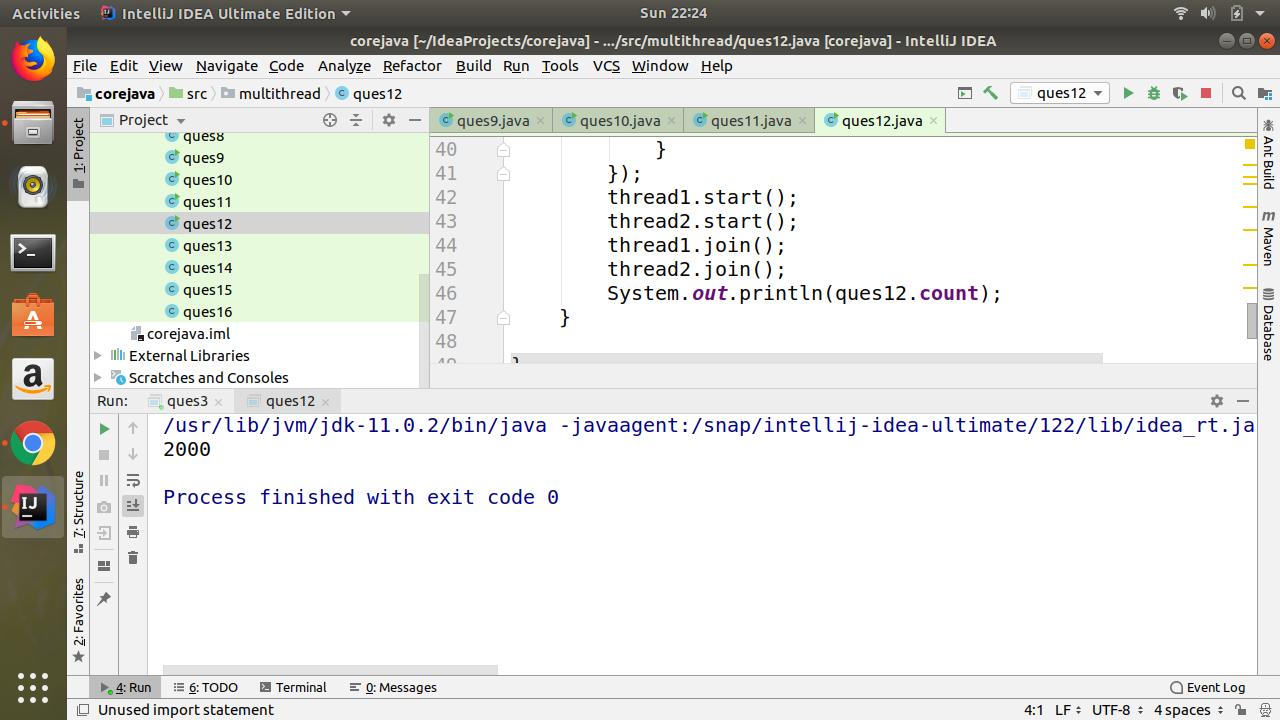 Activities IntelliJ IDEA Ultimate Edition Sun 22:24
corejava [~/IdeaProjects/corejava] - .../src/multithread/ques12.java [corejava] - IntelliJ IDEA
File Edit View Navigate Code Analyze Refactor Build Run Tools VCS Window Help
corejava src multithread ques12 ques12
1: Project
Project
ques9.java ques10.java ques11.java ques12.java
ques8
ques9
ques10
ques11
ques12
ques13
ques14
ques15
ques16
corejava.iml
External Libraries
Scratches and Consoles
40 }
41 });
42 thread1.start();
43 thread2.start();
44 thread1.join();
45 thread2.join();
46 System.out.println(ques12.count);
47 }
48
49 }
Ant Build
Maven
Database
Run: ques3 ques12
/usr/lib/jvm/jdk-11.0.2/bin/java -javaagent:/snap/intellij-idea-ultimate/122/lib/idea_rt.ja
2000
Process finished with exit code 0
7: Structure
2: Favorites
4: Run 6: TODO Terminal 0: Messages Event Log
Unused import statement 4:1 LF UTF-8 4 spaces